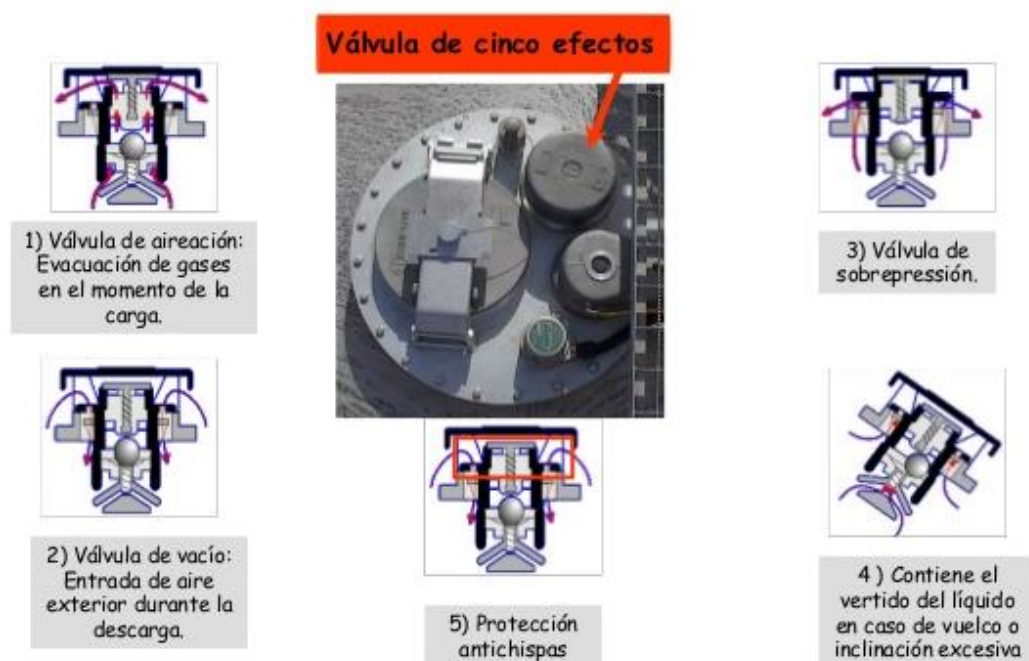 Válvula de cinco efectos
1) Válvula de aireación:
Evacuación de gases
en el momento de la
carga.
2) Válvula de vacío:
Entrada de aire
exterior durante la
descarga.
3) Válvula de
sobrepressión.
4 ) Contiene el
vertido del líquido
en caso de vuelco o
inclinación excesiva
5) Protección
antichispas